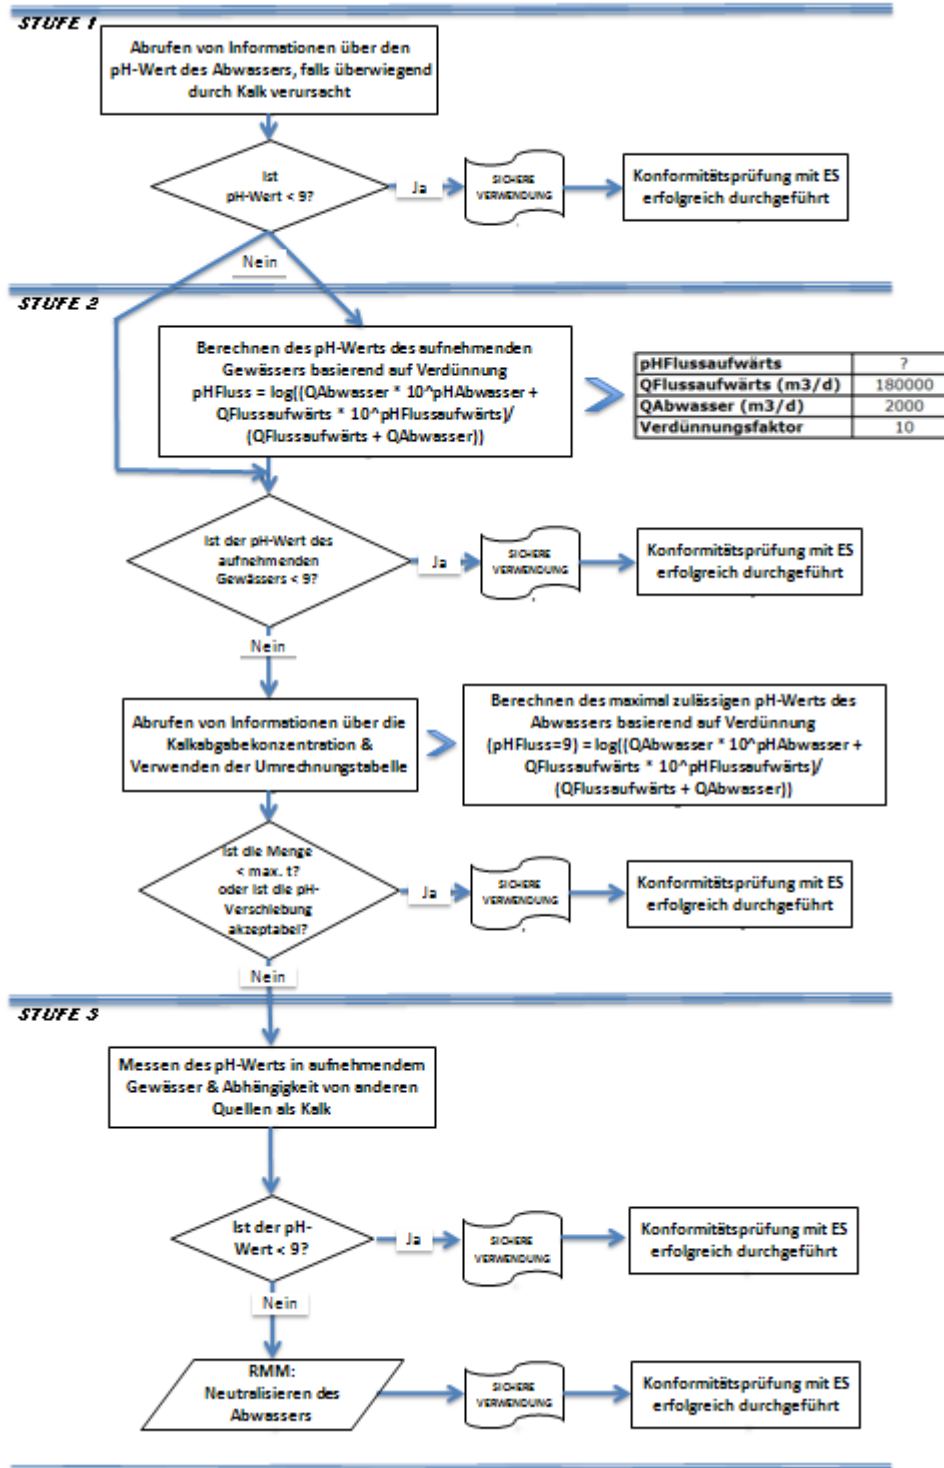 STUFE 1
Abrufen von Informationen über den
pH-Wert des Abwassers, falls überwiegend
durch Kalk verursacht
Ist
pH-Wert < 9?
Ja
SICHERE
VERWENDUNG
Konformitätsprüfung mit ES
erfolgreich durchgeführt
Nein
STUFE 2
Berechnen des pH-Werts des aufnehmenden
Gewässers basierend auf Verdünnung
pHFluss = log((QAbwasser * 10^pHAbwasser +
QFlussaufwärts * 10^pHFlussaufwärts)/
(QFlussaufwärts + QAbwasser))
pHFlussaufwärts ?
QFlussaufwärts (m3/d) 180000
QAbwasser (m3/d) 2000
Verdünnungsfaktor 10
Ist der pH-Wert des
aufnehmenden
Gewässers < 9?
Ja
SICHERE
VERWENDUNG
Konformitätsprüfung mit ES
erfolgreich durchgeführt
Nein
Abrufen von Informationen über die
Kalkabgabekonzentration &
Verwenden der Umrechnungstabelle
Berechnen des maximal zulässigen pH-Werts des
Abwassers basierend auf Verdünnung
(pHFluss=9) = log((QAbwasser * 10^pHAbwasser +
QFlussaufwärts * 10^pHFlussaufwärts)/
(QFlussaufwärts + QAbwasser))
Ist die Menge
< max. t?
oder Ist die pH-
Verschiebung
akzeptabel?
Ja
SICHERE
VERWENDUNG
Konformitätsprüfung mit ES
erfolgreich durchgeführt
Nein
STUFE 3
Messen des pH-Werts in aufnehmendem
Gewässer & Abhängigkeit von anderen
Quellen als Kalk
Ist der pH-
Wert < 9?
Ja
SICHERE
VERWENDUNG
Konformitätsprüfung mit ES
erfolgreich durchgeführt
Nein
RMM:
Neutralisieren des
Abwassers
SICHERE
VERWENDUNG
Konformitätsprüfung mit ES
erfolgreich durchgeführt